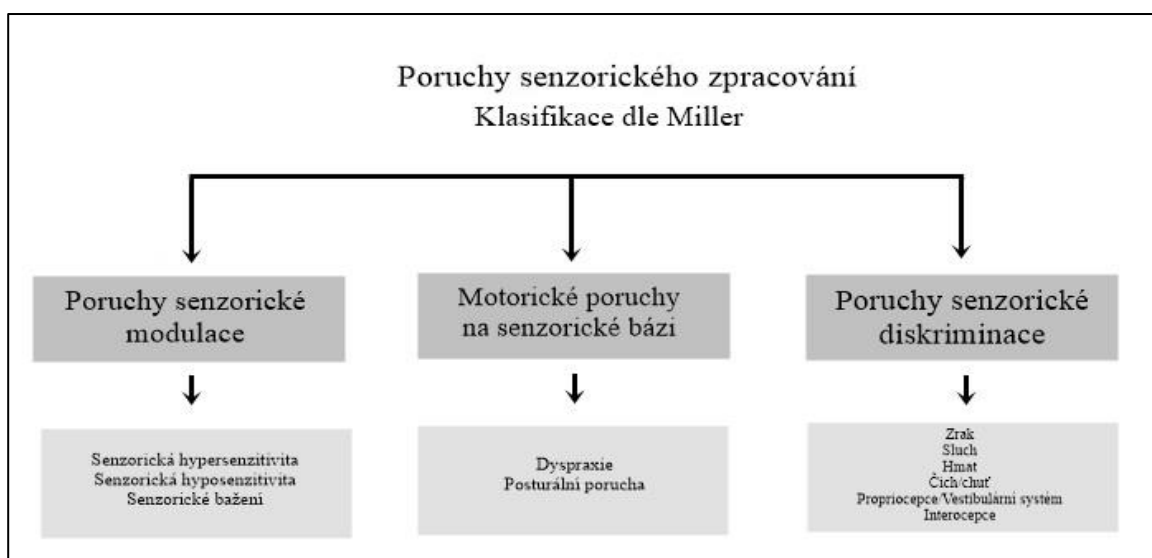 Poruchy senzorického zpracování
Klasifikace dle Miller
Poruchy senzorické
modulace
Motorické poruchy
na senzorické bázi
Poruchy senzorické
diskriminace
Senzorická hypersenzitivita
Senzorická hyposenzitivita
Senzorické bažení
Dyspraxie
Posturální porucha
Zrak
Sluch
Hmat
Čich/chuť
Propriocepce/Vestibulární systém
Interocepce